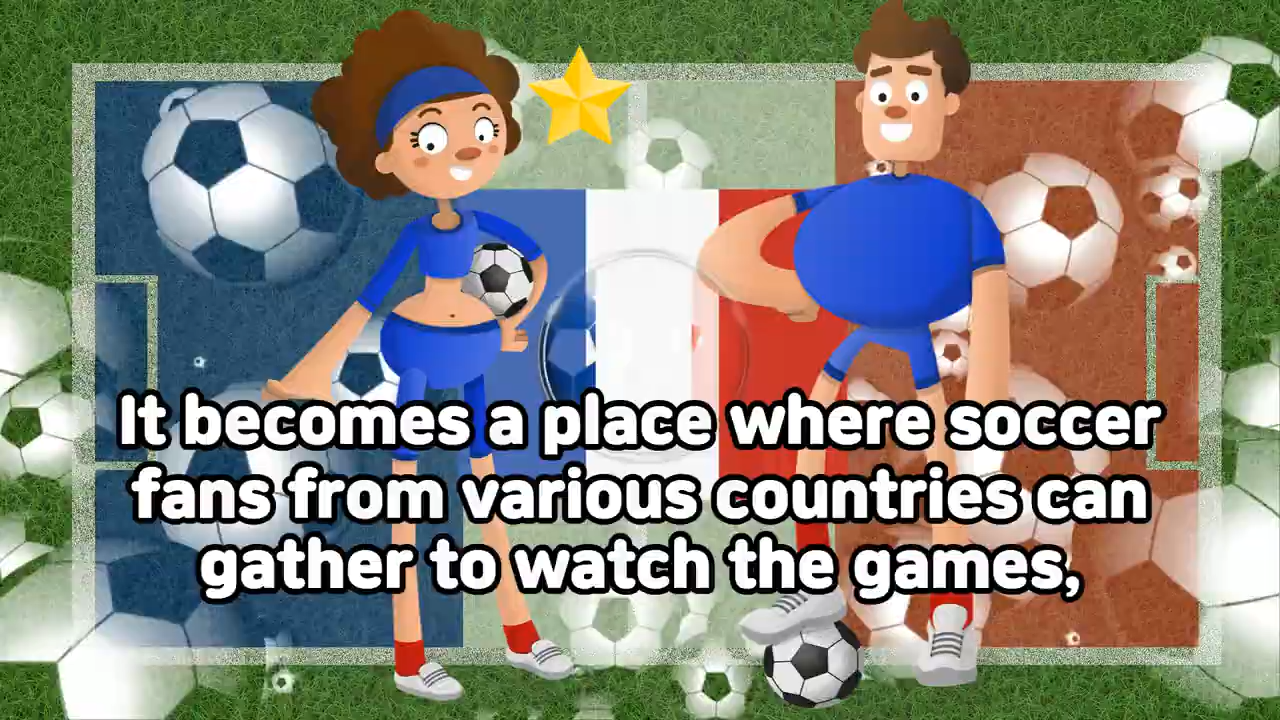 It becomes a place where soccer
fans from various countries can
gather to watch the games,